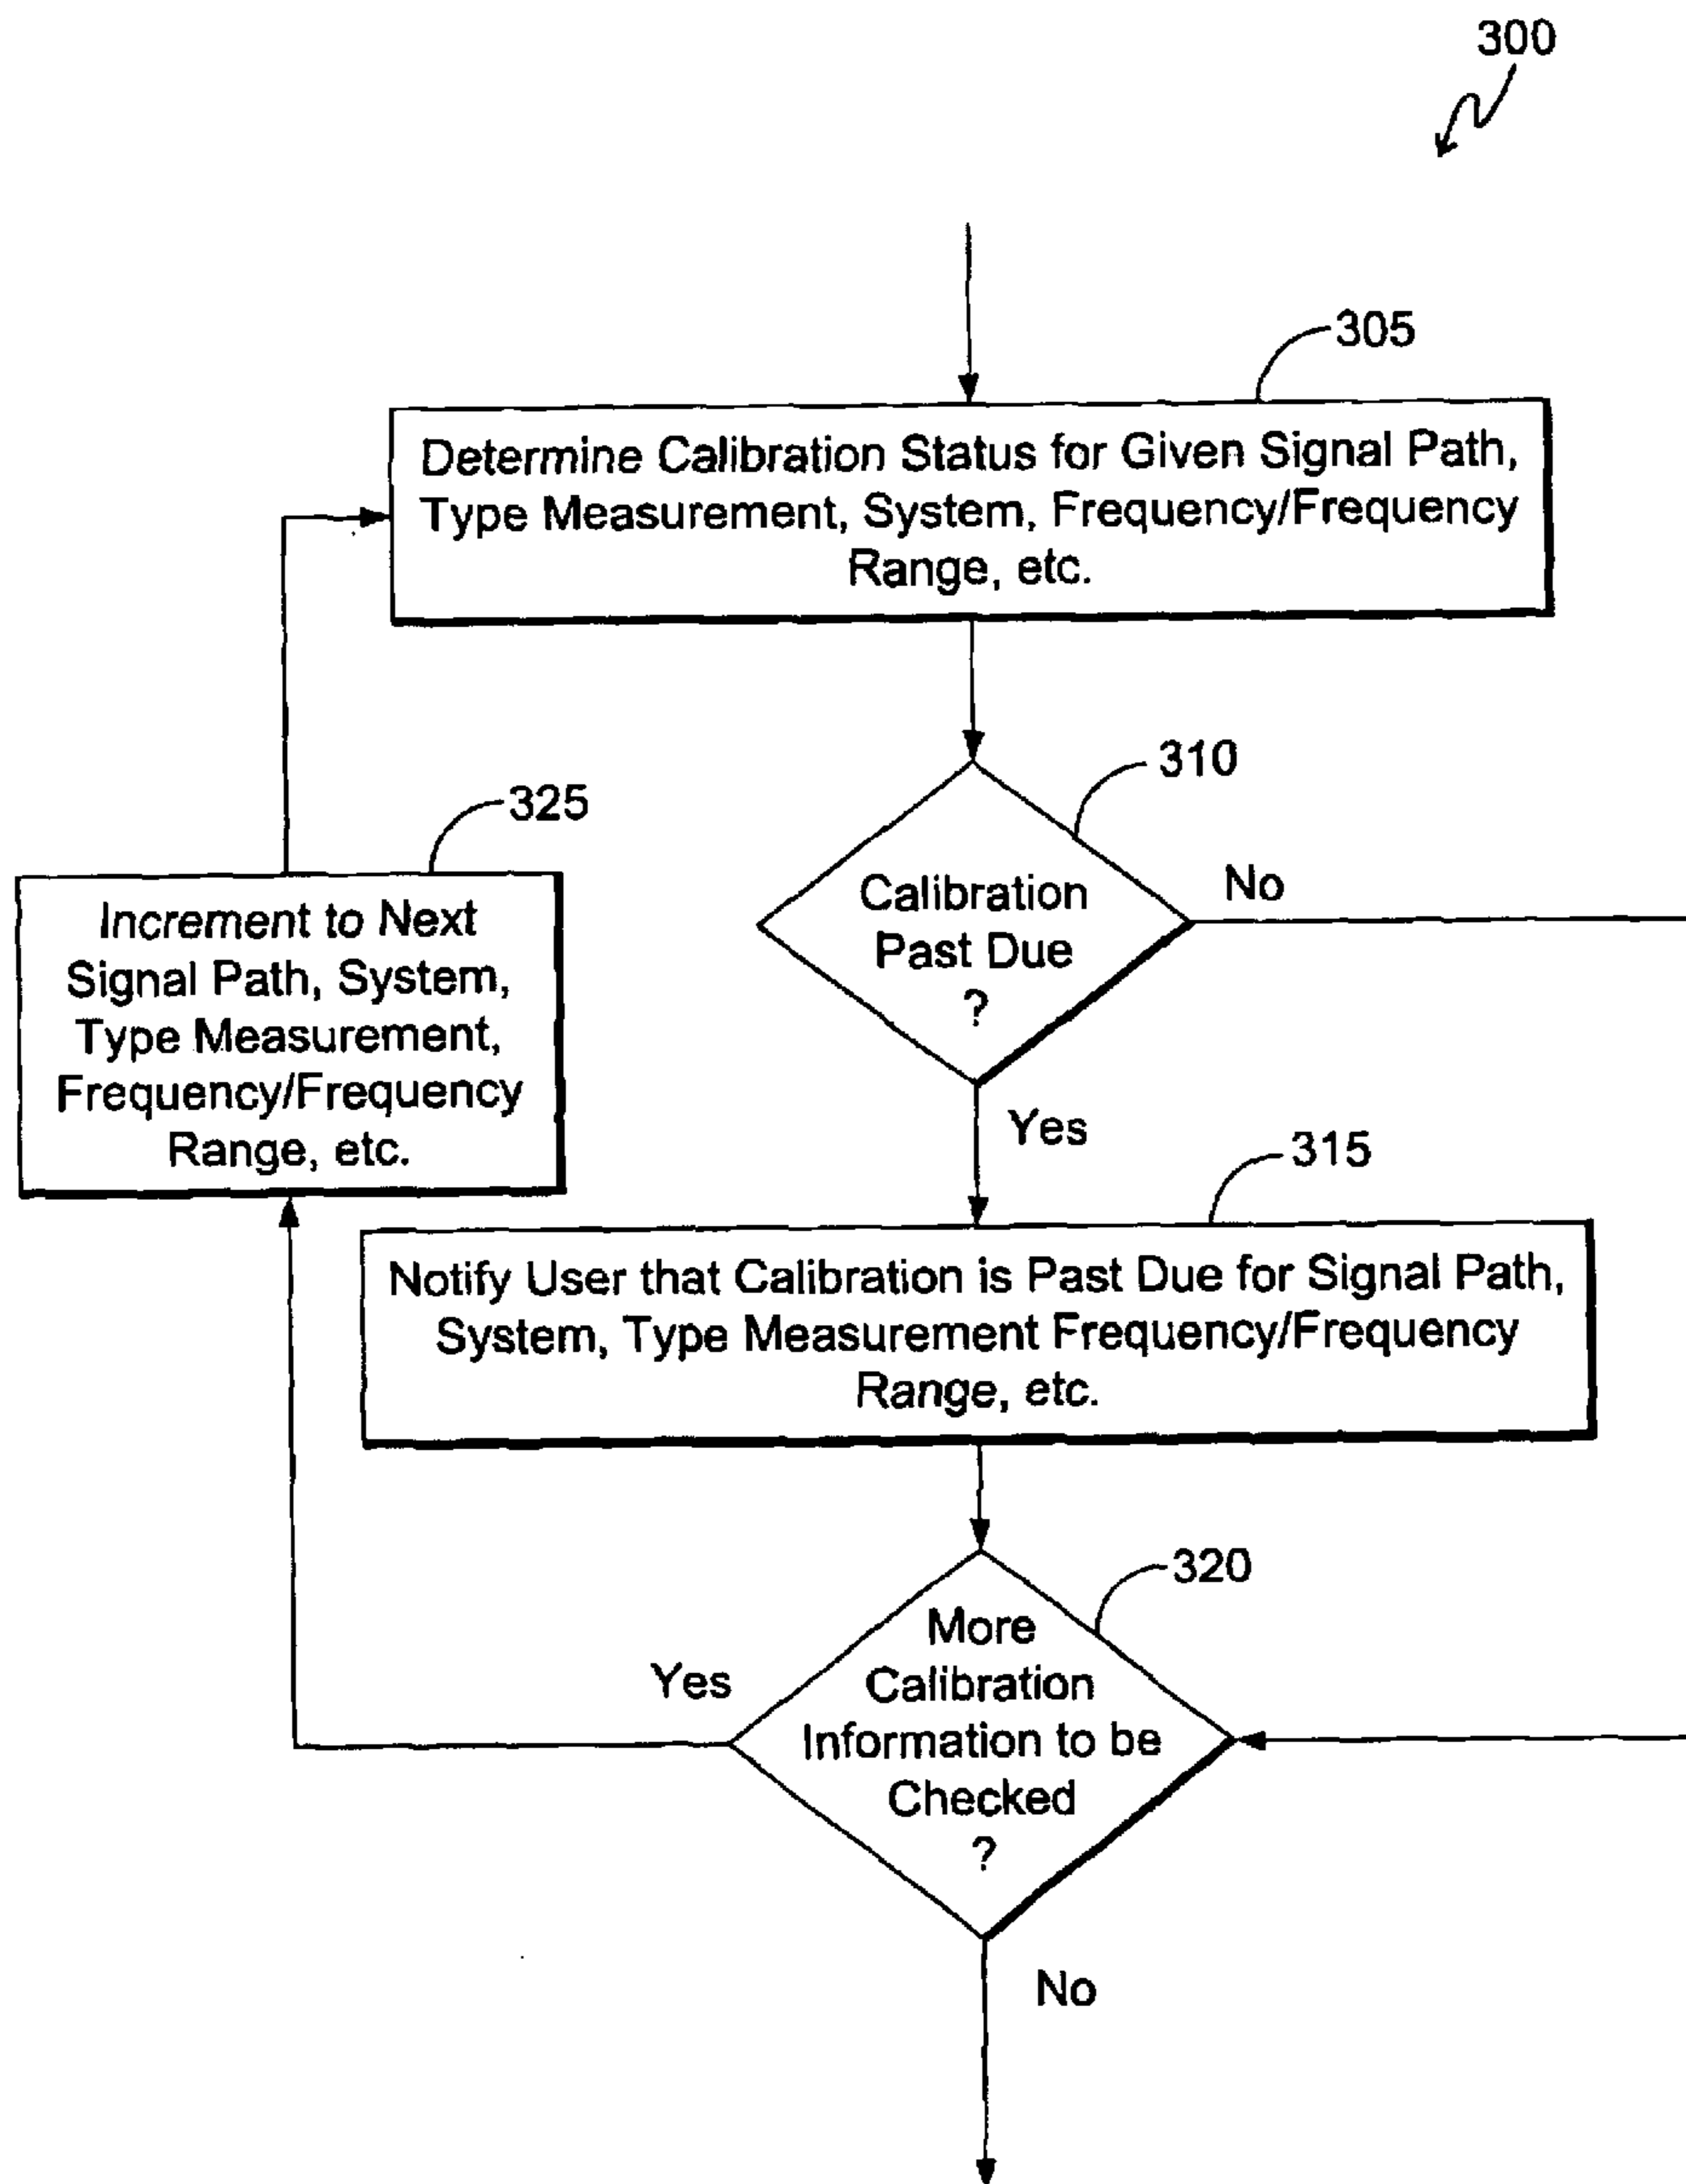 300
305
Determine Calibration Status for Given Signal Path,
Type Measurement, System, Frequency/Frequency
Range, etc.
310
Calibration
Past Due
?
No
Yes
325
Increment to Next
Signal Path, System,
Type Measurement,
Frequency/Frequency
Range, etc.
315
Notify User that Calibration is Past Due for Signal Path,
System, Type Measurement Frequency/Frequency
Range, etc.
320
More
Calibration
Information to be
Checked
?
Yes
No